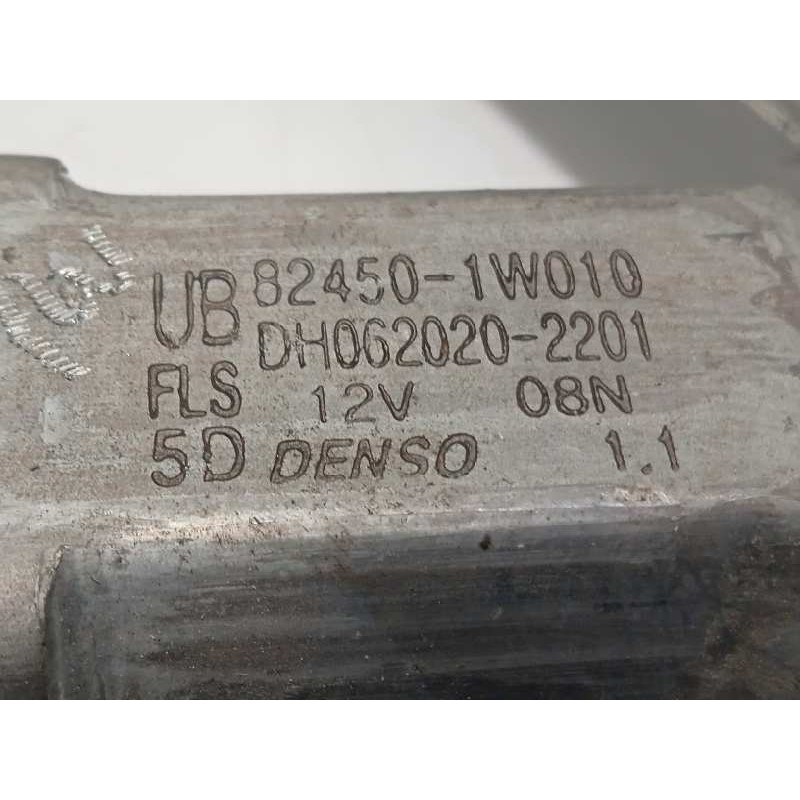 UB 82450-1W010
DH062020-2201
FLS 12V 08N
5D DENSO 1.1